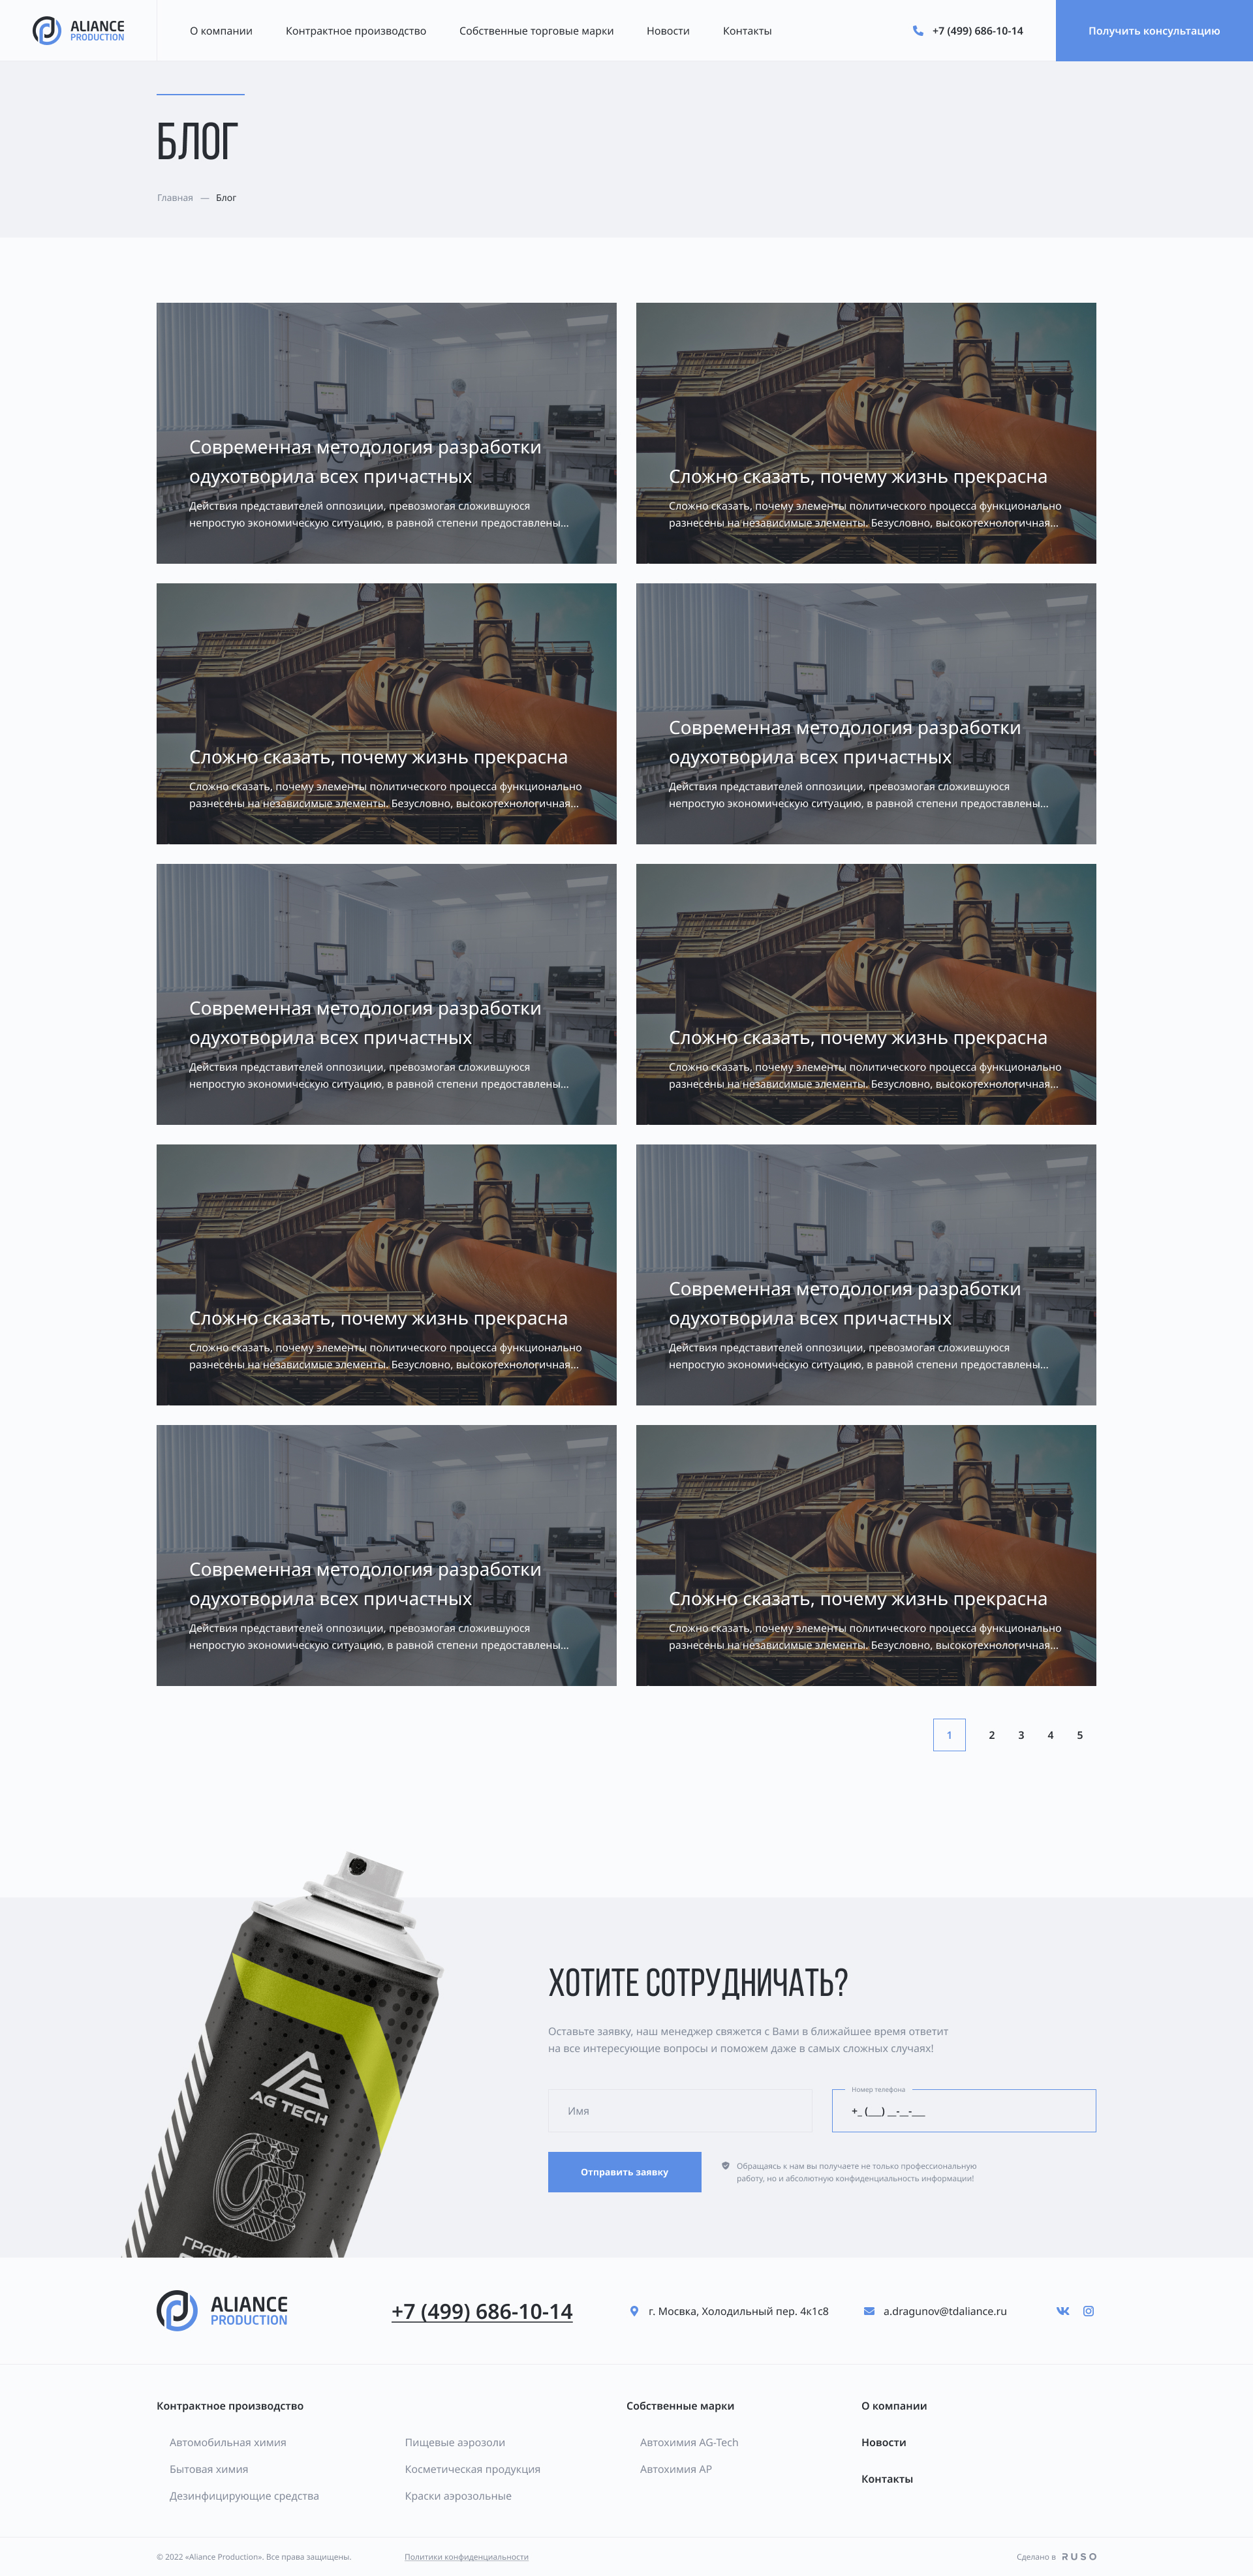 ALIANCE
PRODUCTION
О компании
Контрактное производство
Собственные торговые марки
Новости
Контакты
+7 (499) 686-10-14
Получить консультацию
БЛОГ
Главная — Блог
Современная методология разработки
одухотворила всех причастных
Действия представителей оппозиции, превозмогая сложившуюся
непростую экономическую ситуацию, в равной степени предоставлены...
Сложно сказать, почему жизнь прекрасна
Сложно сказать, почему элементы политического процесса функционально
разнесены на независимые элементы. Безусловно, высокотехнологичная...
Сложно сказать, почему жизнь прекрасна
Сложно сказать, почему элементы политического процесса функционально
разнесены на независимые элементы. Безусловно, высокотехнологичная...
Современная методология разработки
одухотворила всех причастных
Действия представителей оппозиции, превозмогая сложившуюся
непростую экономическую ситуацию, в равной степени предоставлены...
Современная методология разработки
одухотворила всех причастных
Действия представителей оппозиции, превозмогая сложившуюся
непростую экономическую ситуацию, в равной степени предоставлены...
Сложно сказать, почему жизнь прекрасна
Сложно сказать, почему элементы политического процесса функционально
разнесены на независимые элементы. Безусловно, высокотехнологичная...
Сложно сказать, почему жизнь прекрасна
Сложно сказать, почему элементы политического процесса функционально
разнесены на независимые элементы. Безусловно, высокотехнологичная...
Современная методология разработки
одухотворила всех причастных
Действия представителей оппозиции, превозмогая сложившуюся
непростую экономическую ситуацию, в равной степени предоставлены...
Современная методология разработки
одухотворила всех причастных
Действия представителей оппозиции, превозмогая сложившуюся
непростую экономическую ситуацию, в равной степени предоставлены...
Сложно сказать, почему жизнь прекрасна
Сложно сказать, почему элементы политического процесса функционально
разнесены на независимые элементы. Безусловно, высокотехнологичная...
1 2 3 4 5
AG TECH
ХОТИТЕ СОТРУДНИЧАТЬ?
Оставьте заявку, наш менеджер свяжется с Вами в ближайшее время ответит
на все интересующие вопросы и поможем даже в самых сложных случаях!
Имя
Номер телефона
+_ (___) __-__-___
Отправить заявку
Обращаясь к нам вы получаете не только профессиональную
работу, но и абсолютную конфиденциальность информации!
ALIANCE
PRODUCTION
+7 (499) 686-10-14
г. Мосвка, Холодильный пер. 4к1с8
a.dragunov@tdaliance.ru
Контрактное производство
Автомобильная химия
Бытовая химия
Дезинфицирующие средства
Пищевые аэрозоли
Косметическая продукция
Краски аэрозольные
Собственные марки
Автохимия AG-Tech
Автохимия AP
О компании
Новости
Контакты
© 2022 «Aliance Production». Все права защищены.
Политики конфиденциальности
Сделано в RUSO